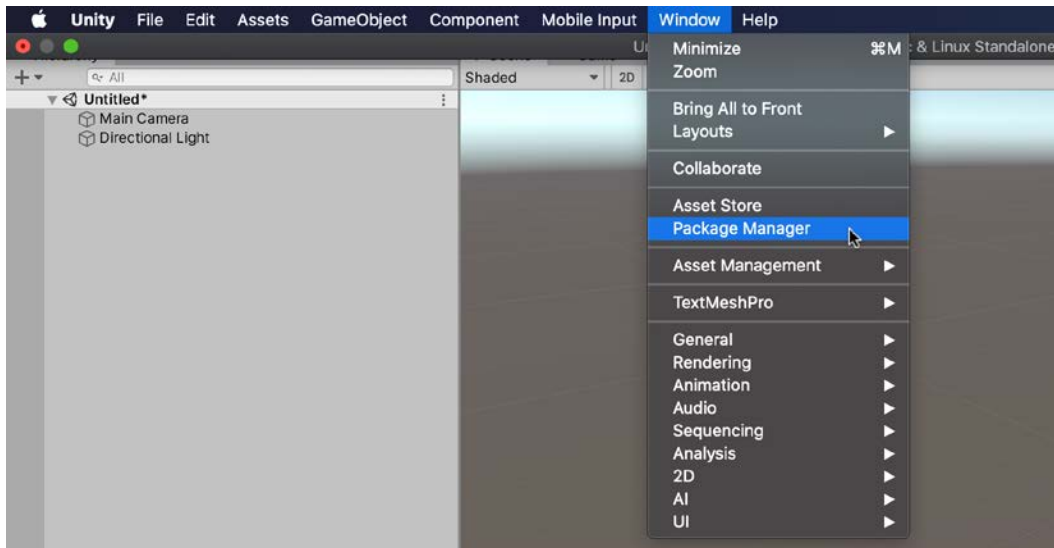 Unity File Edit Assets GameObject Component Mobile Input Window Help
& Linux Standalone
All
Shaded 2D
Untitled*
Main Camera
Directional Light
Minimize ⌘M
Zoom
Bring All to Front
Layouts
Collaborate
Asset Store
Package Manager
Asset Management
TextMeshPro
General
Rendering
Animation
Audio
Sequencing
Analysis
2D
AI
UI